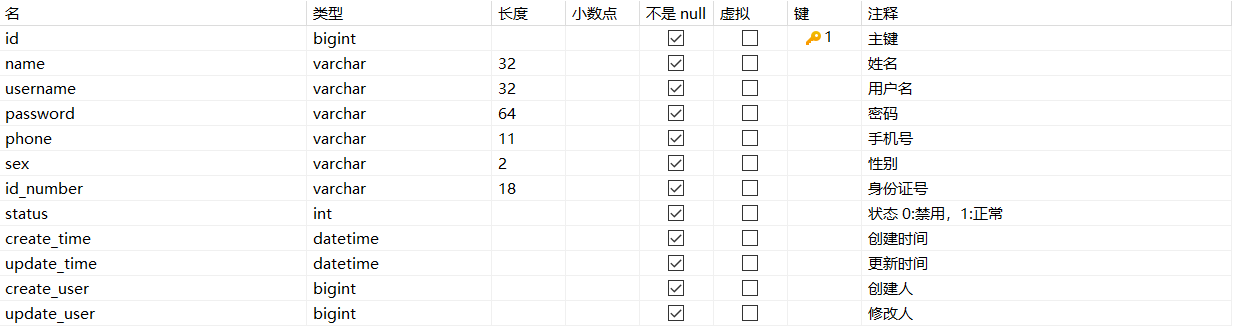 名 类型 长度 小数点 不是 null 虚拟 键 注释
id bigint 1 主键
name varchar 32 姓名
username varchar 32 用户名
password varchar 64 密码
phone varchar 11 手机号
sex varchar 2 性别
id_number varchar 18 身份证号
status int 状态 0:禁用，1:正常
create_time datetime 创建时间
update_time datetime 更新时间
create_user bigint 创建人
update_user bigint 修改人